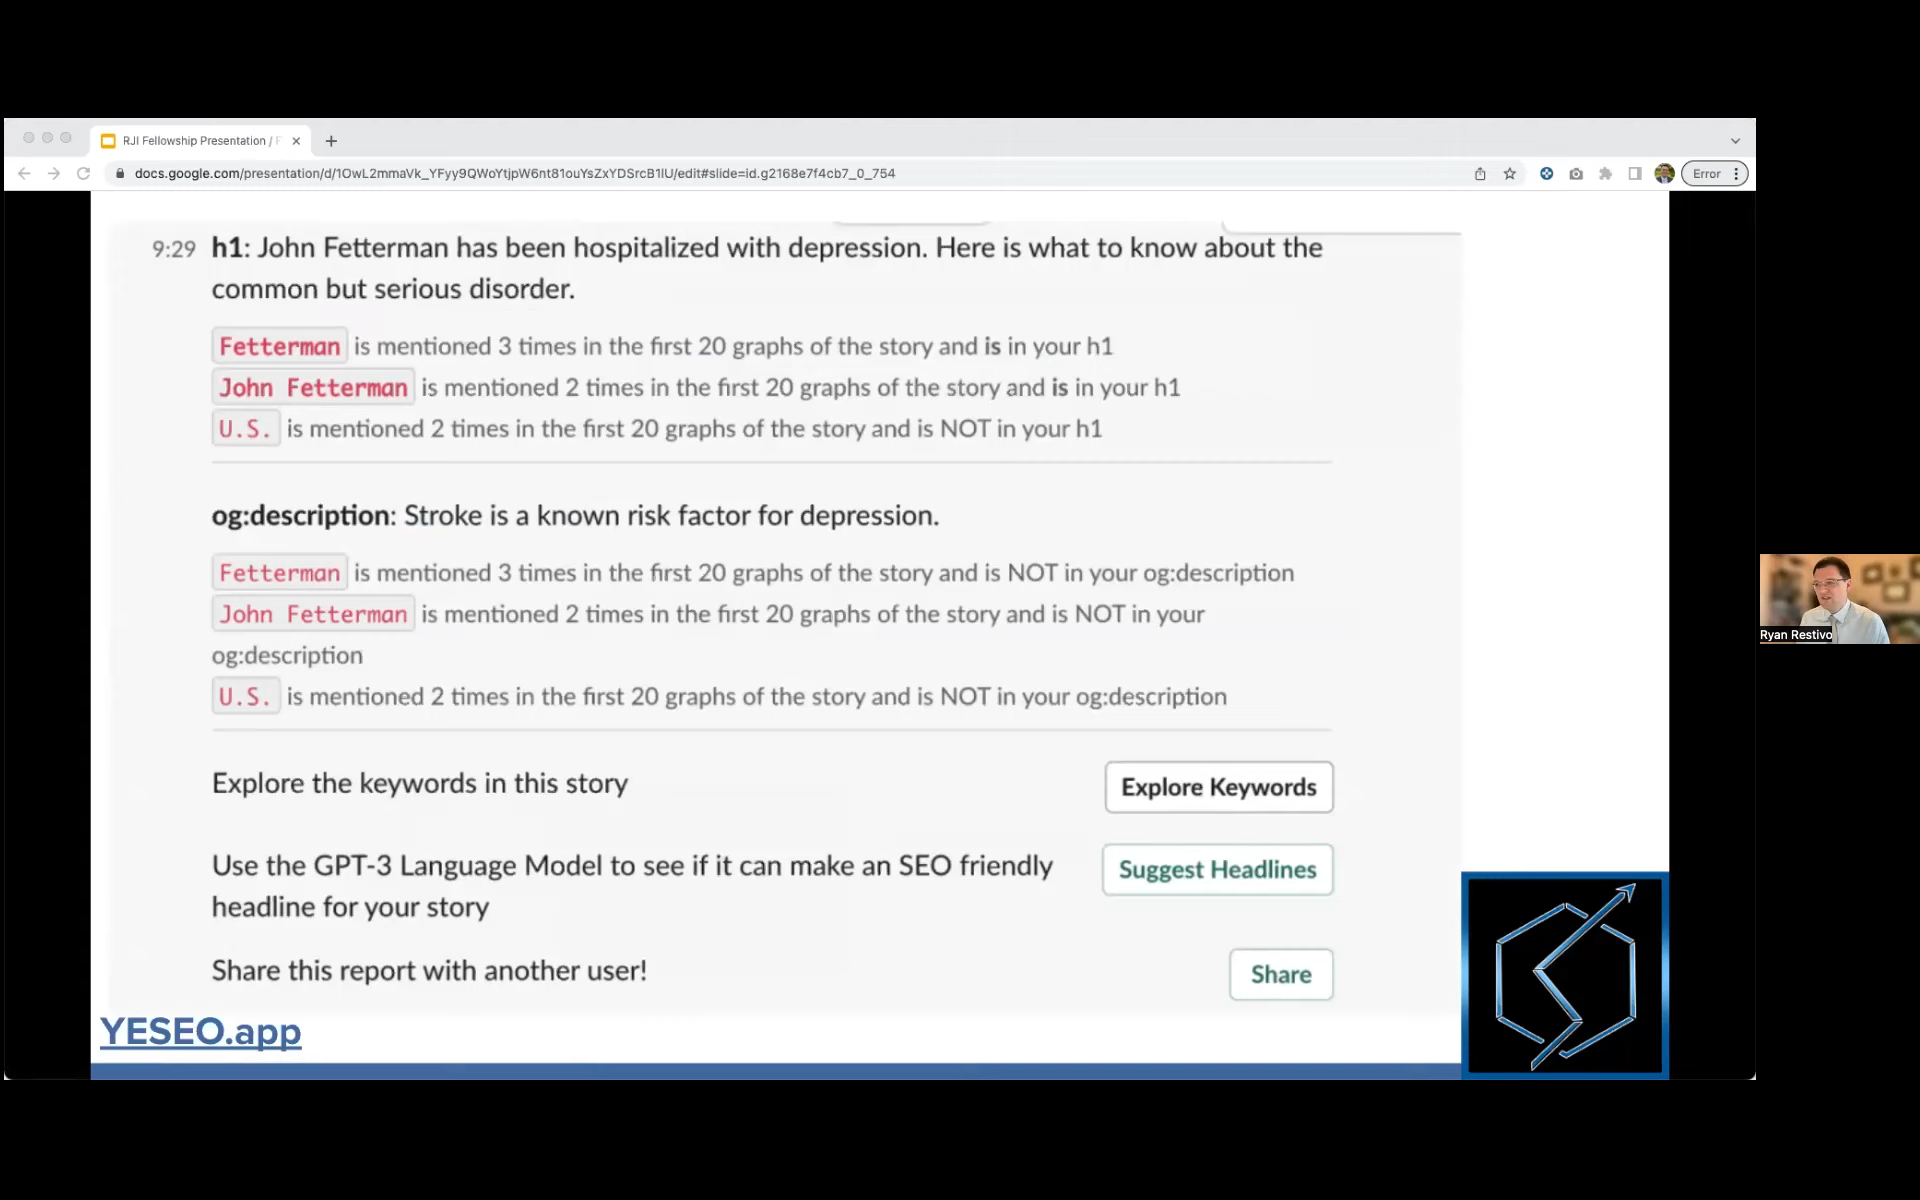 RJI Fellowship Presentation / F
docs.google.com/presentation/d/1OwL2mmaVk_YFyy9QWoYtjpW6nt81ouYsZxYDSrcB1lU/edit#slide=id.g2168e7f4cb7_0_754
Error
9:29 h1: John Fetterman has been hospitalized with depression. Here is what to know about the
common but serious disorder.
Fetterman is mentioned 3 times in the first 20 graphs of the story and is in your h1
John Fetterman is mentioned 2 times in the first 20 graphs of the story and is in your h1
U.S. is mentioned 2 times in the first 20 graphs of the story and is NOT in your h1
og:description: Stroke is a known risk factor for depression.
Fetterman is mentioned 3 times in the first 20 graphs of the story and is NOT in your og:description
John Fetterman is mentioned 2 times in the first 20 graphs of the story and is NOT in your
og:description
U.S. is mentioned 2 times in the first 20 graphs of the story and is NOT in your og:description
Explore the keywords in this story
Explore Keywords
Use the GPT-3 Language Model to see if it can make an SEO friendly
headline for your story
Suggest Headlines
Share this report with another user!
Share
YESEO.app
Ryan Restivo